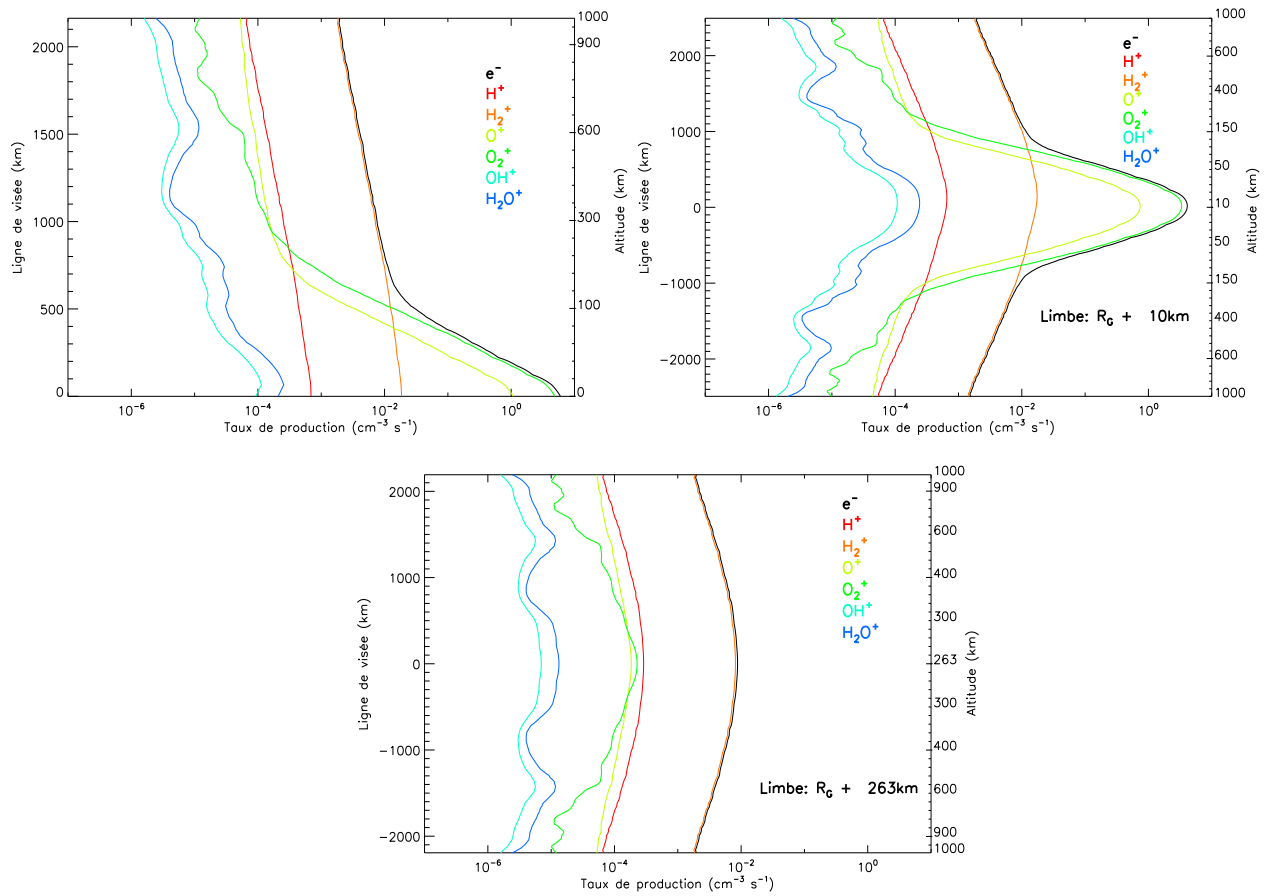 2000
1500
1000
500
0
Ligne de visée (km)
10⁻⁶
10⁻⁴
10⁻²
10⁰
Taux de production (cm⁻³ s⁻¹)
1000
900
600
300
100
0
Altitude (km)
e⁻
H⁺
H₂⁺
O⁺
O₂⁺
OH⁺
H₂O⁺
2000
1000
0
−1000
−2000
Ligne de visée (km)
10⁻⁶
10⁻⁴
10⁻²
10⁰
Taux de production (cm⁻³ s⁻¹)
1000
600
400
150
50
10
50
150
400
600
1000
Altitude (km)
e⁻
H⁺
H₂⁺
O⁺
O₂⁺
OH⁺
H₂O⁺
Limbe: R_G + 10km
2000
1000
0
−1000
−2000
Ligne de visée (km)
10⁻⁶
10⁻⁴
10⁻²
10⁰
Taux de production (cm⁻³ s⁻¹)
1000
900
600
400
300
263
300
400
600
900
1000
Altitude (km)
e⁻
H⁺
H₂⁺
O⁺
O₂⁺
OH⁺
H₂O⁺
Limbe: R_G + 263km